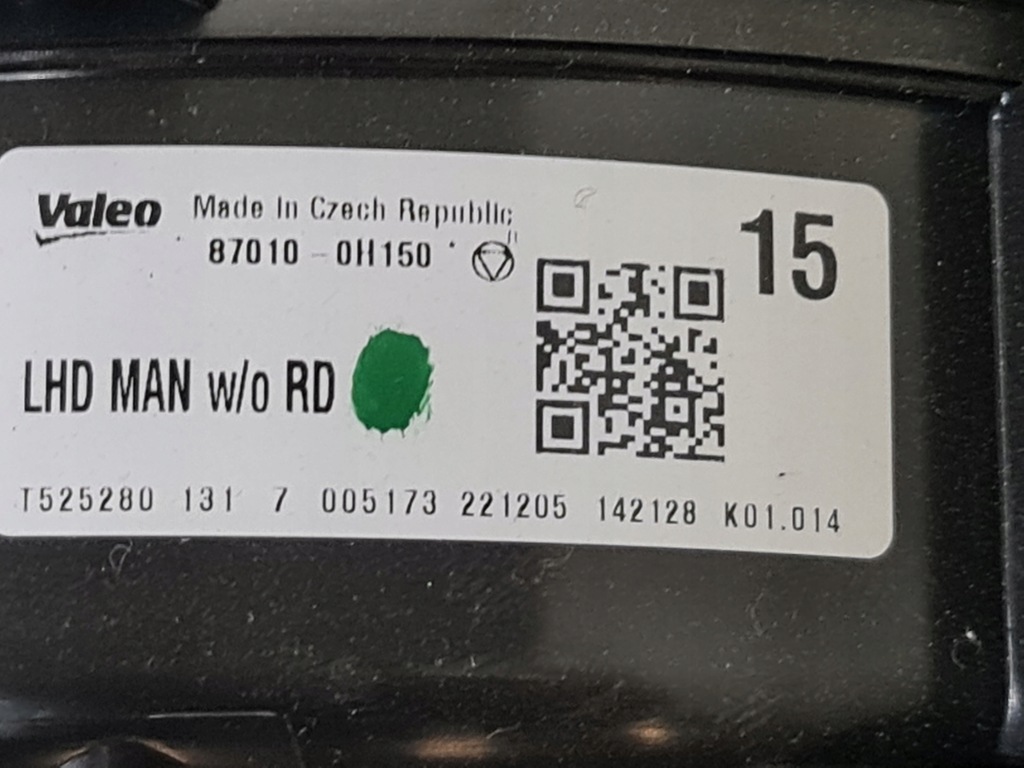 Valeo
Made In Czech Republic
87010-0H150
15
LHD MAN w/o RD
T525280 131 7 005173 221205 142128 K01.014